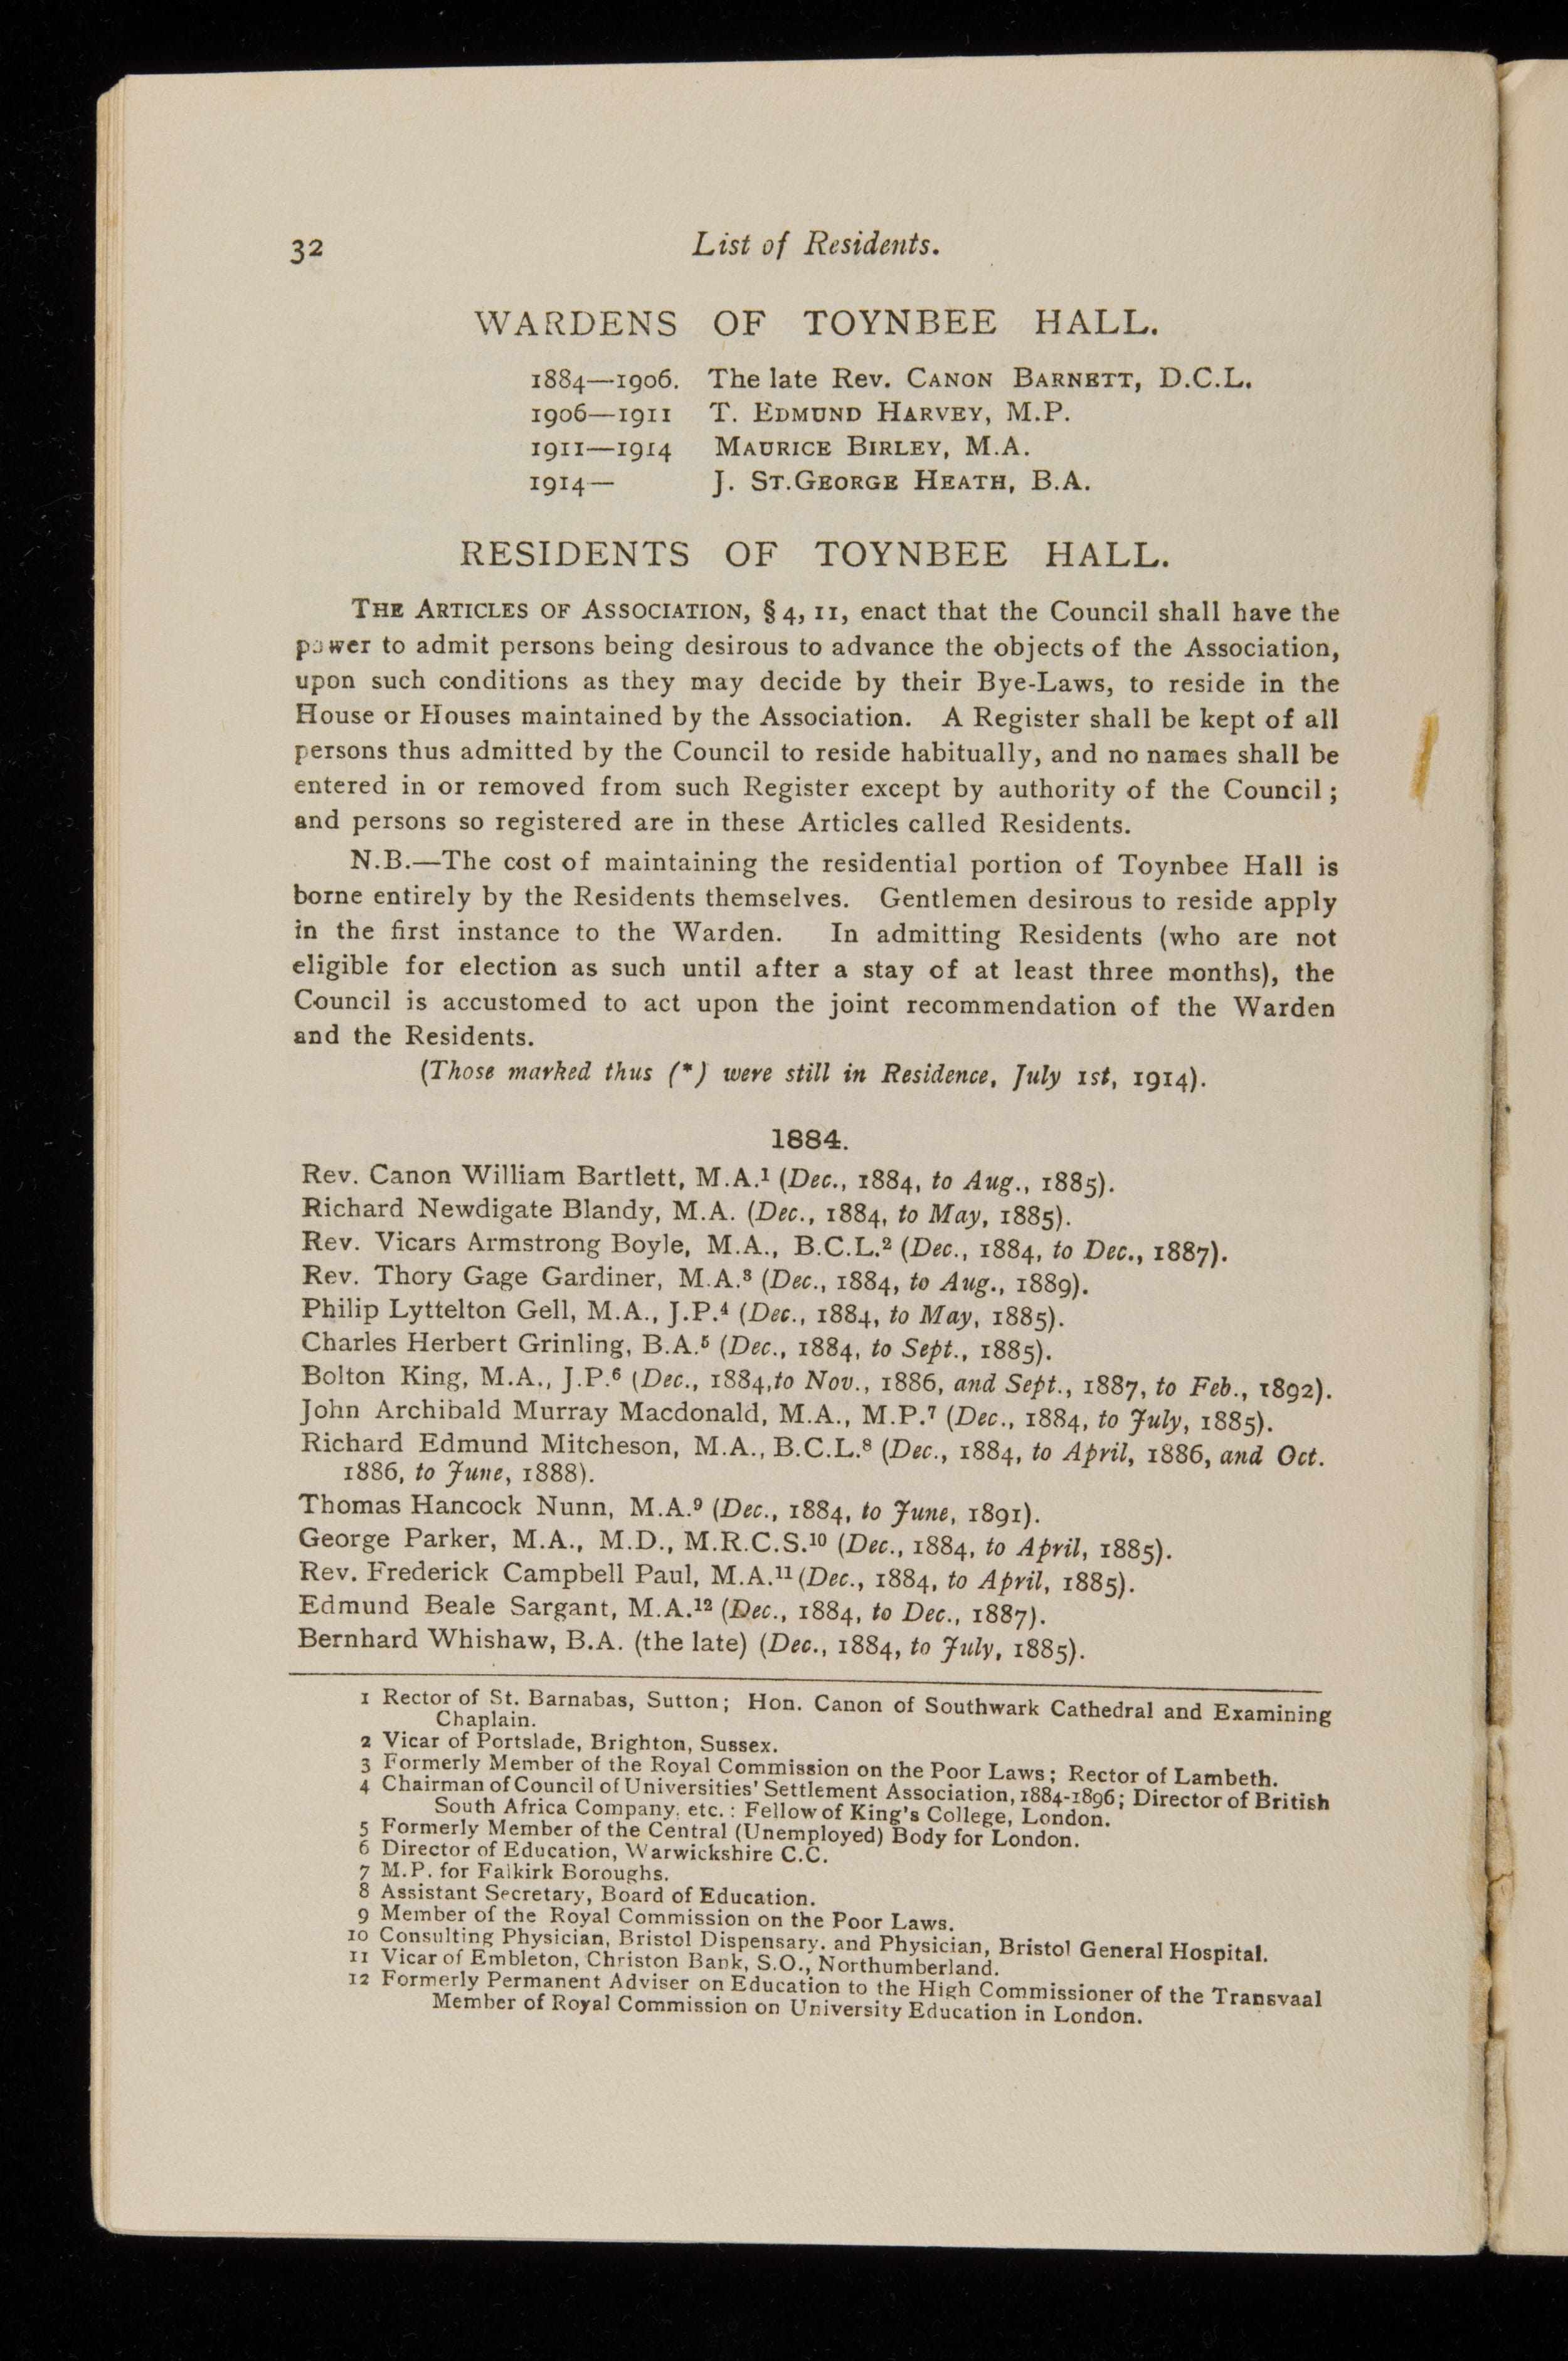 32 List of Residents.
WARDENS OF TOYNBEE HALL.
1884—1906. The late Rev. CANON BARNETT, D.C.L.
1906—1911 T. EDMUND HARVEY, M.P.
1911—1914 MAURICE BIRLEY, M.A.
1914— J. ST.GEORGE HEATH, B.A.
RESIDENTS OF TOYNBEE HALL.
THE ARTICLES OF ASSOCIATION, § 4, 11, enact that the Council shall have the
power to admit persons being desirous to advance the objects of the Association,
upon such conditions as they may decide by their Bye-Laws, to reside in the
House or Houses maintained by the Association. A Register shall be kept of all
persons thus admitted by the Council to reside habitually, and no names shall be
entered in or removed from such Register except by authority of the Council;
and persons so registered are in these Articles called Residents.
N.B.—The cost of maintaining the residential portion of Toynbee Hall is
borne entirely by the Residents themselves. Gentlemen desirous to reside apply
in the first instance to the Warden. In admitting Residents (who are not
eligible for election as such until after a stay of at least three months), the
Council is accustomed to act upon the joint recommendation of the Warden
and the Residents.
(Those marked thus (*) were still in Residence, July 1st, 1914).
1884.
Rev. Canon William Bartlett, M.A.¹ (Dec., 1884, to Aug., 1885).
Richard Newdigate Blandy, M.A. (Dec., 1884, to May, 1885).
Rev. Vicars Armstrong Boyle, M.A., B.C.L.² (Dec., 1884, to Dec., 1887).
Rev. Thory Gage Gardiner, M.A.³ (Dec., 1884, to Aug., 1889).
Philip Lyttelton Gell, M.A., J.P.⁴ (Dec., 1884, to May, 1885).
Charles Herbert Grinling, B.A.⁵ (Dec., 1884, to Sept., 1885).
Bolton King, M.A., J.P.⁶ (Dec., 1884,to Nov., 1886, and Sept., 1887, to Feb., 1892).
John Archibald Murray Macdonald, M.A., M.P.⁷ (Dec., 1884, to July, 1885).
Richard Edmund Mitcheson, M.A., B.C.L.⁸ (Dec., 1884, to April, 1886, and Oct.
1886, to June, 1888).
Thomas Hancock Nunn, M.A.⁹ (Dec., 1884, to June, 1891).
George Parker, M.A., M.D., M.R.C.S.¹⁰ (Dec., 1884, to April, 1885).
Rev. Frederick Campbell Paul, M.A.¹¹ (Dec., 1884, to April, 1885).
Edmund Beale Sargant, M.A.¹² (Dec., 1884, to Dec., 1887).
Bernhard Whishaw, B.A. (the late) (Dec., 1884, to July, 1885).
1 Rector of St. Barnabas, Sutton; Hon. Canon of Southwark Cathedral and Examining
Chaplain.
2 Vicar of Portslade, Brighton, Sussex.
3 Formerly Member of the Royal Commission on the Poor Laws; Rector of Lambeth.
4 Chairman of Council of Universities' Settlement Association, 1884-1896; Director of British
South Africa Company, etc.: Fellow of King's College, London.
5 Formerly Member of the Central (Unemployed) Body for London.
6 Director of Education, Warwickshire C.C.
7 M.P. for Falkirk Boroughs.
8 Assistant Secretary, Board of Education.
9 Member of the Royal Commission on the Poor Laws.
10 Consulting Physician, Bristol Dispensary, and Physician, Bristol General Hospital.
11 Vicar of Embleton, Christon Bank, S.O., Northumberland.
12 Formerly Permanent Adviser on Education to the High Commissioner of the Transvaal
Member of Royal Commission on University Education in London.